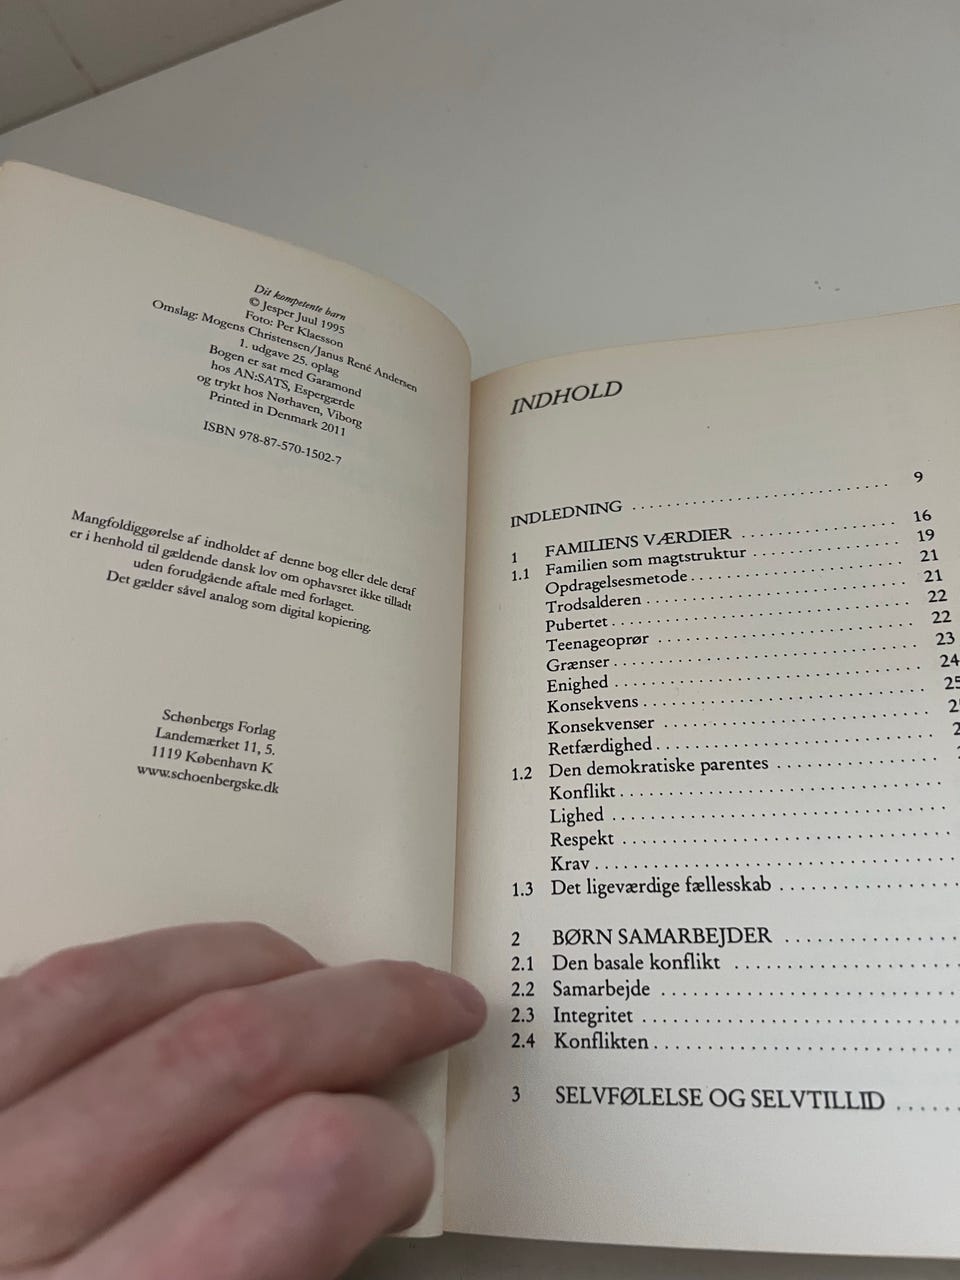 Dit kompetente barn
© Jesper Juul 1995
Foto: Per Klaesson
Omslag: Mogens Christensen/Janus René Andersen
1. udgave 25. oplag
Bogen er sat med Garamond
hos AN:SATS, Espergærde
og trykt hos Nørhaven, Viborg
Printed in Denmark 2011
ISBN 978-87-570-1502-7
Mangfoldiggørelse af indholdet af denne bog eller dele deraf
er i henhold til gældende dansk lov om ophavsret ikke tilladt
uden forudgående aftale med forlaget.
Det gælder såvel analog som digital kopiering.
Schønbergs Forlag
Landemærket 11, 5.
1119 København K
www.schoenbergske.dk
INDHOLD
INDLEDNING . . . . . . . . . . 9
1 FAMILIENS VÆRDIER . . . . . . . . . . 16
1.1 Familien som magtstruktur . . . . . . . . . . 19
Opdragelsesmetode . . . . . . . . . . 21
Trodsalderen . . . . . . . . . . 21
Pubertet . . . . . . . . . . 22
Teenageoprør . . . . . . . . . . 22
Grænser . . . . . . . . . . 23
Enighed . . . . . . . . . . 24
Konsekvens . . . . . . . . . . 25
Konsekvenser . . . . . . . . . .
Retfærdighed . . . . . . . . . .
1.2 Den demokratiske parentes . . . . . . . . . .
Konflikt . . . . . . . . . .
Lighed . . . . . . . . . .
Respekt . . . . . . . . . .
Krav . . . . . . . . . .
1.3 Det ligeværdige fællesskab . . . . . . . . . .
2 BØRN SAMARBEJDER . . . . . . . . . .
2.1 Den basale konflikt . . . . . . . . . .
2.2 Samarbejde . . . . . . . . . .
2.3 Integritet . . . . . . . . . .
2.4 Konflikten . . . . . . . . . .
3 SELVFØLELSE OG SELVTILLID . . . . . .